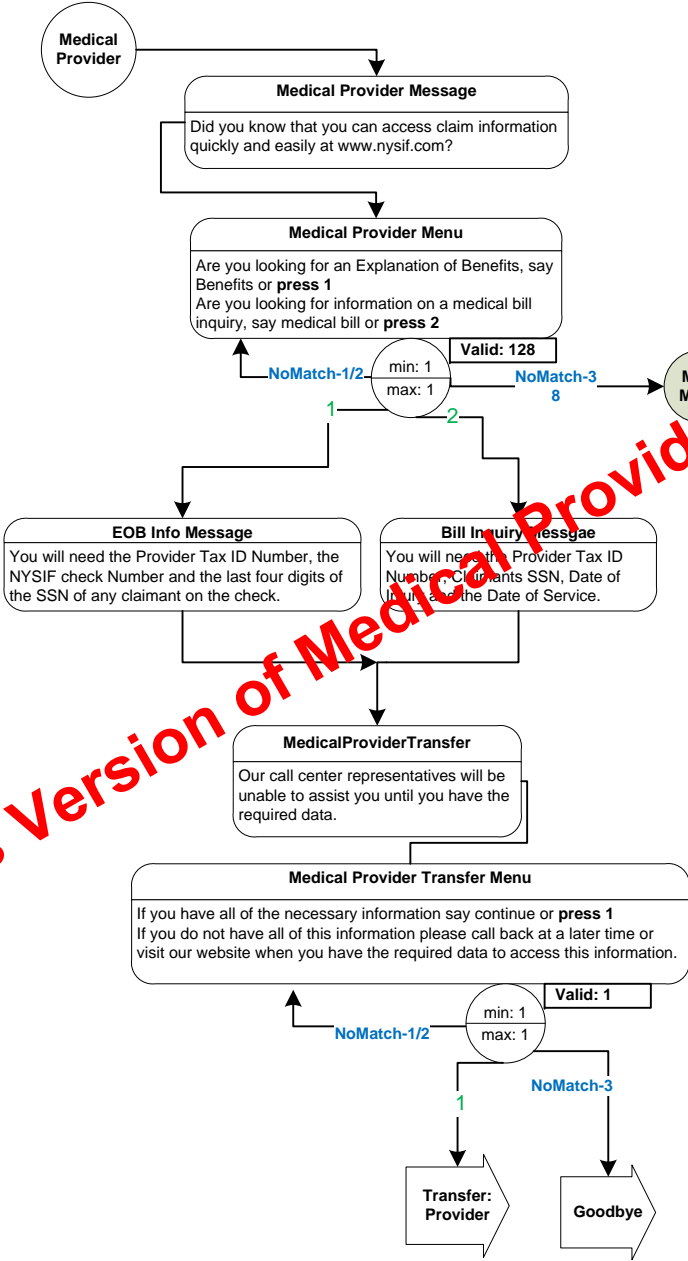 Medical
Provider
Medical Provider Message
Did you know that you can access claim information
quickly and easily at www.nysif.com?
Medical Provider Menu
Are you looking for an Explanation of Benefits, say
Benefits or press 1
Are you looking for information on a medical bill
inquiry, say medical bill or press 2
Valid: 128
min: 1
max: 1
NoMatch-1/2
NoMatch-3
8
1
2
EOB Info Message
You will need the Provider Tax ID Number, the
NYSIF check Number and the last four digits of
the SSN of any claimant on the check.
Bill Inquiry Messgae
You will need the Provider Tax ID
Number, Claimants SSN, Date of
Injury and the Date of Service.
Version of Medical Provid
MedicalProviderTransfer
Our call center representatives will be
unable to assist you until you have the
required data.
Medical Provider Transfer Menu
If you have all of the necessary information say continue or press 1
If you do not have all of this information please call back at a later time or
visit our website when you have the required data to access this information.
Valid: 1
min: 1
max: 1
NoMatch-1/2
NoMatch-3
1
Transfer:
Provider
Goodbye